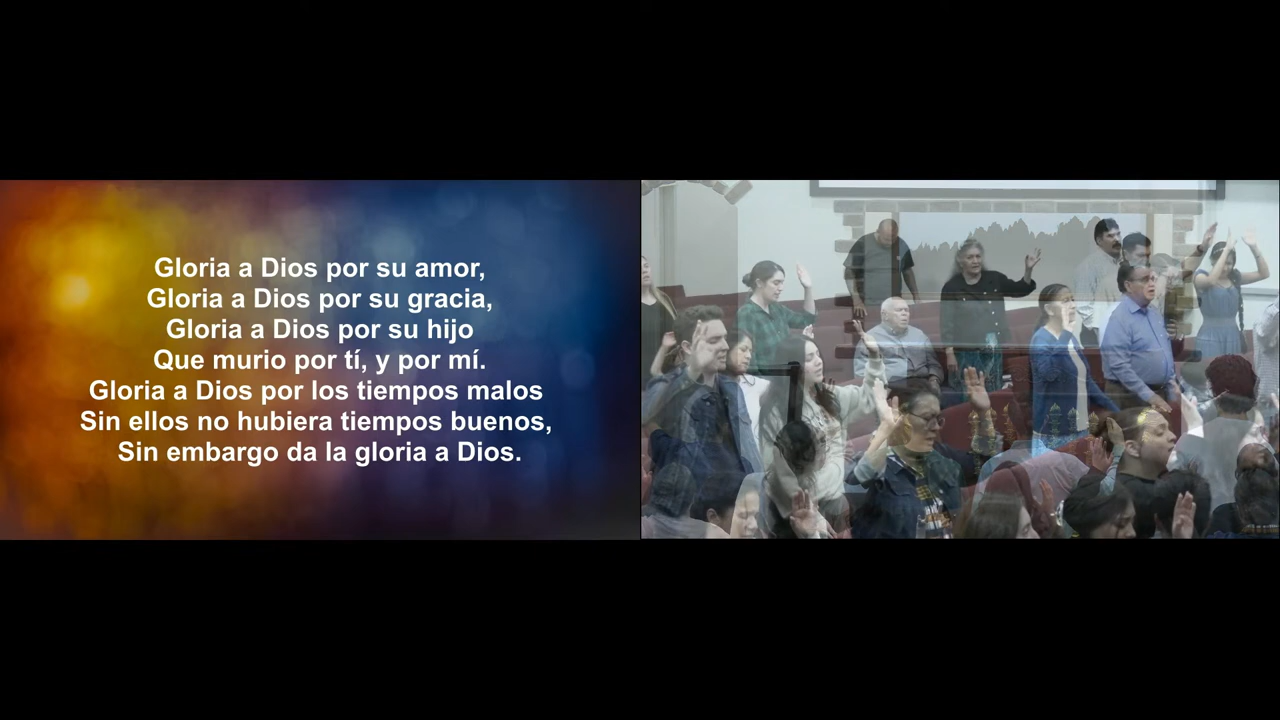 Gloria a Dios por su amor,
Gloria a Dios por su gracia,
Gloria a Dios por su hijo
Que murio por tí, y por mí.
Gloria a Dios por los tiempos malos
Sin ellos no hubiera tiempos buenos,
Sin embargo da la gloria a Dios.